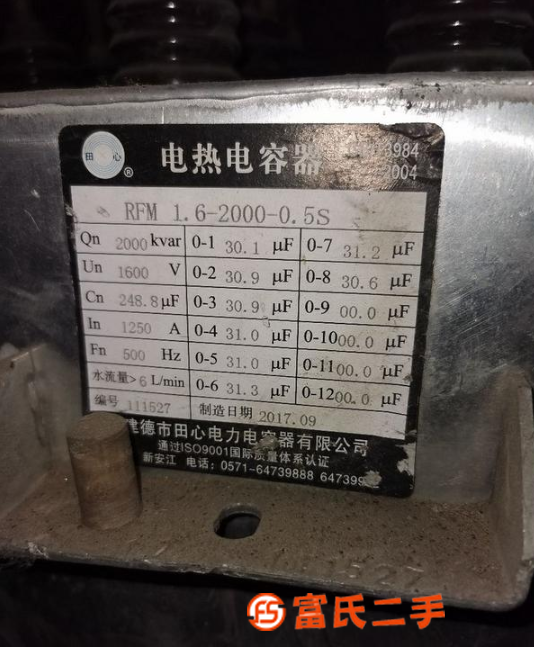 田心
®
电热电容器
3984
2004
RFM 1.6-2000-0.5S
Qn 2000 kvar 0-1 30.1 μF 0-7 31.2 μF
Un 1600 V 0-2 30.9 μF 0-8 30.6 μF
Cn 248.8 μF 0-3 30.9 μF 0-9 00.0 μF
In 1250 A 0-4 31.0 μF 0-10 00.0 μF
Fn 500 Hz 0-5 31.0 μF 0-11 00.0 μF
水流量>6 L/min 0-6 31.3 μF 0-12 00.0 μF
编号 111527 制造日期 2017.09
建德市田心电力电容器有限公司
通过ISO9001国际质量体系认证
新安江 电话：0571-64739888 647399
富氏二手